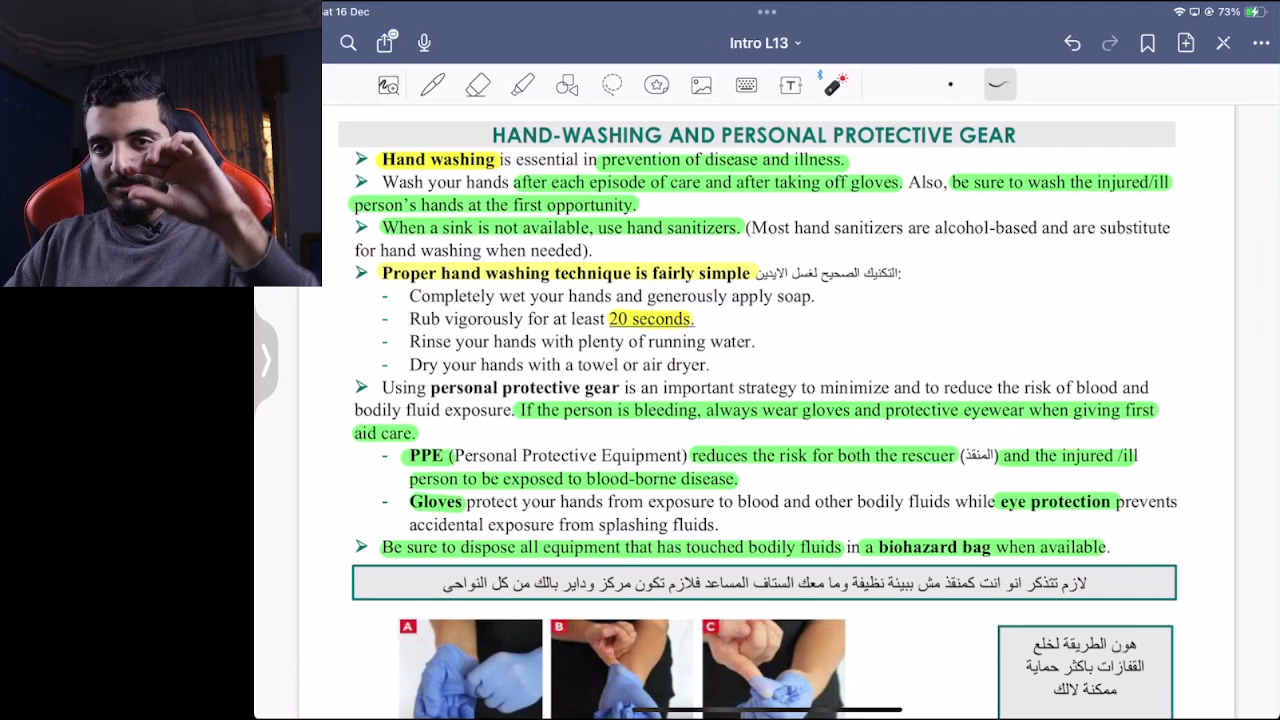 at 16 Dec
73%
Intro L13
HAND-WASHING AND PERSONAL PROTECTIVE GEAR
➢ Hand washing is essential in prevention of disease and illness.
➢ Wash your hands after each episode of care and after taking off gloves. Also, be sure to wash the injured/ill
person's hands at the first opportunity.
➢ When a sink is not available, use hand sanitizers. (Most hand sanitizers are alcohol-based and are substitute
for hand washing when needed).
➢ Proper hand washing technique is fairly simple التكنيك الصحيح لغسل الايدين:
- Completely wet your hands and generously apply soap.
- Rub vigorously for at least 20 seconds.
- Rinse your hands with plenty of running water.
- Dry your hands with a towel or air dryer.
➢ Using personal protective gear is an important strategy to minimize and to reduce the risk of blood and
bodily fluid exposure. If the person is bleeding, always wear gloves and protective eyewear when giving first
aid care.
- PPE (Personal Protective Equipment) reduces the risk for both the rescuer (المنقذ) and the injured /ill
person to be exposed to blood-borne disease.
- Gloves protect your hands from exposure to blood and other bodily fluids while eye protection prevents
accidental exposure from splashing fluids.
➢ Be sure to dispose all equipment that has touched bodily fluids in a biohazard bag when available.
لازم تتذكر انو انت كمنقذ مش ببيئة نظيفة وما معك الستاف المساعد فلازم تكون مركز وداير بالك من كل النواحي
A B C
هون الطريقة لخلع
القفازات باكثر حماية
ممكنة لالك